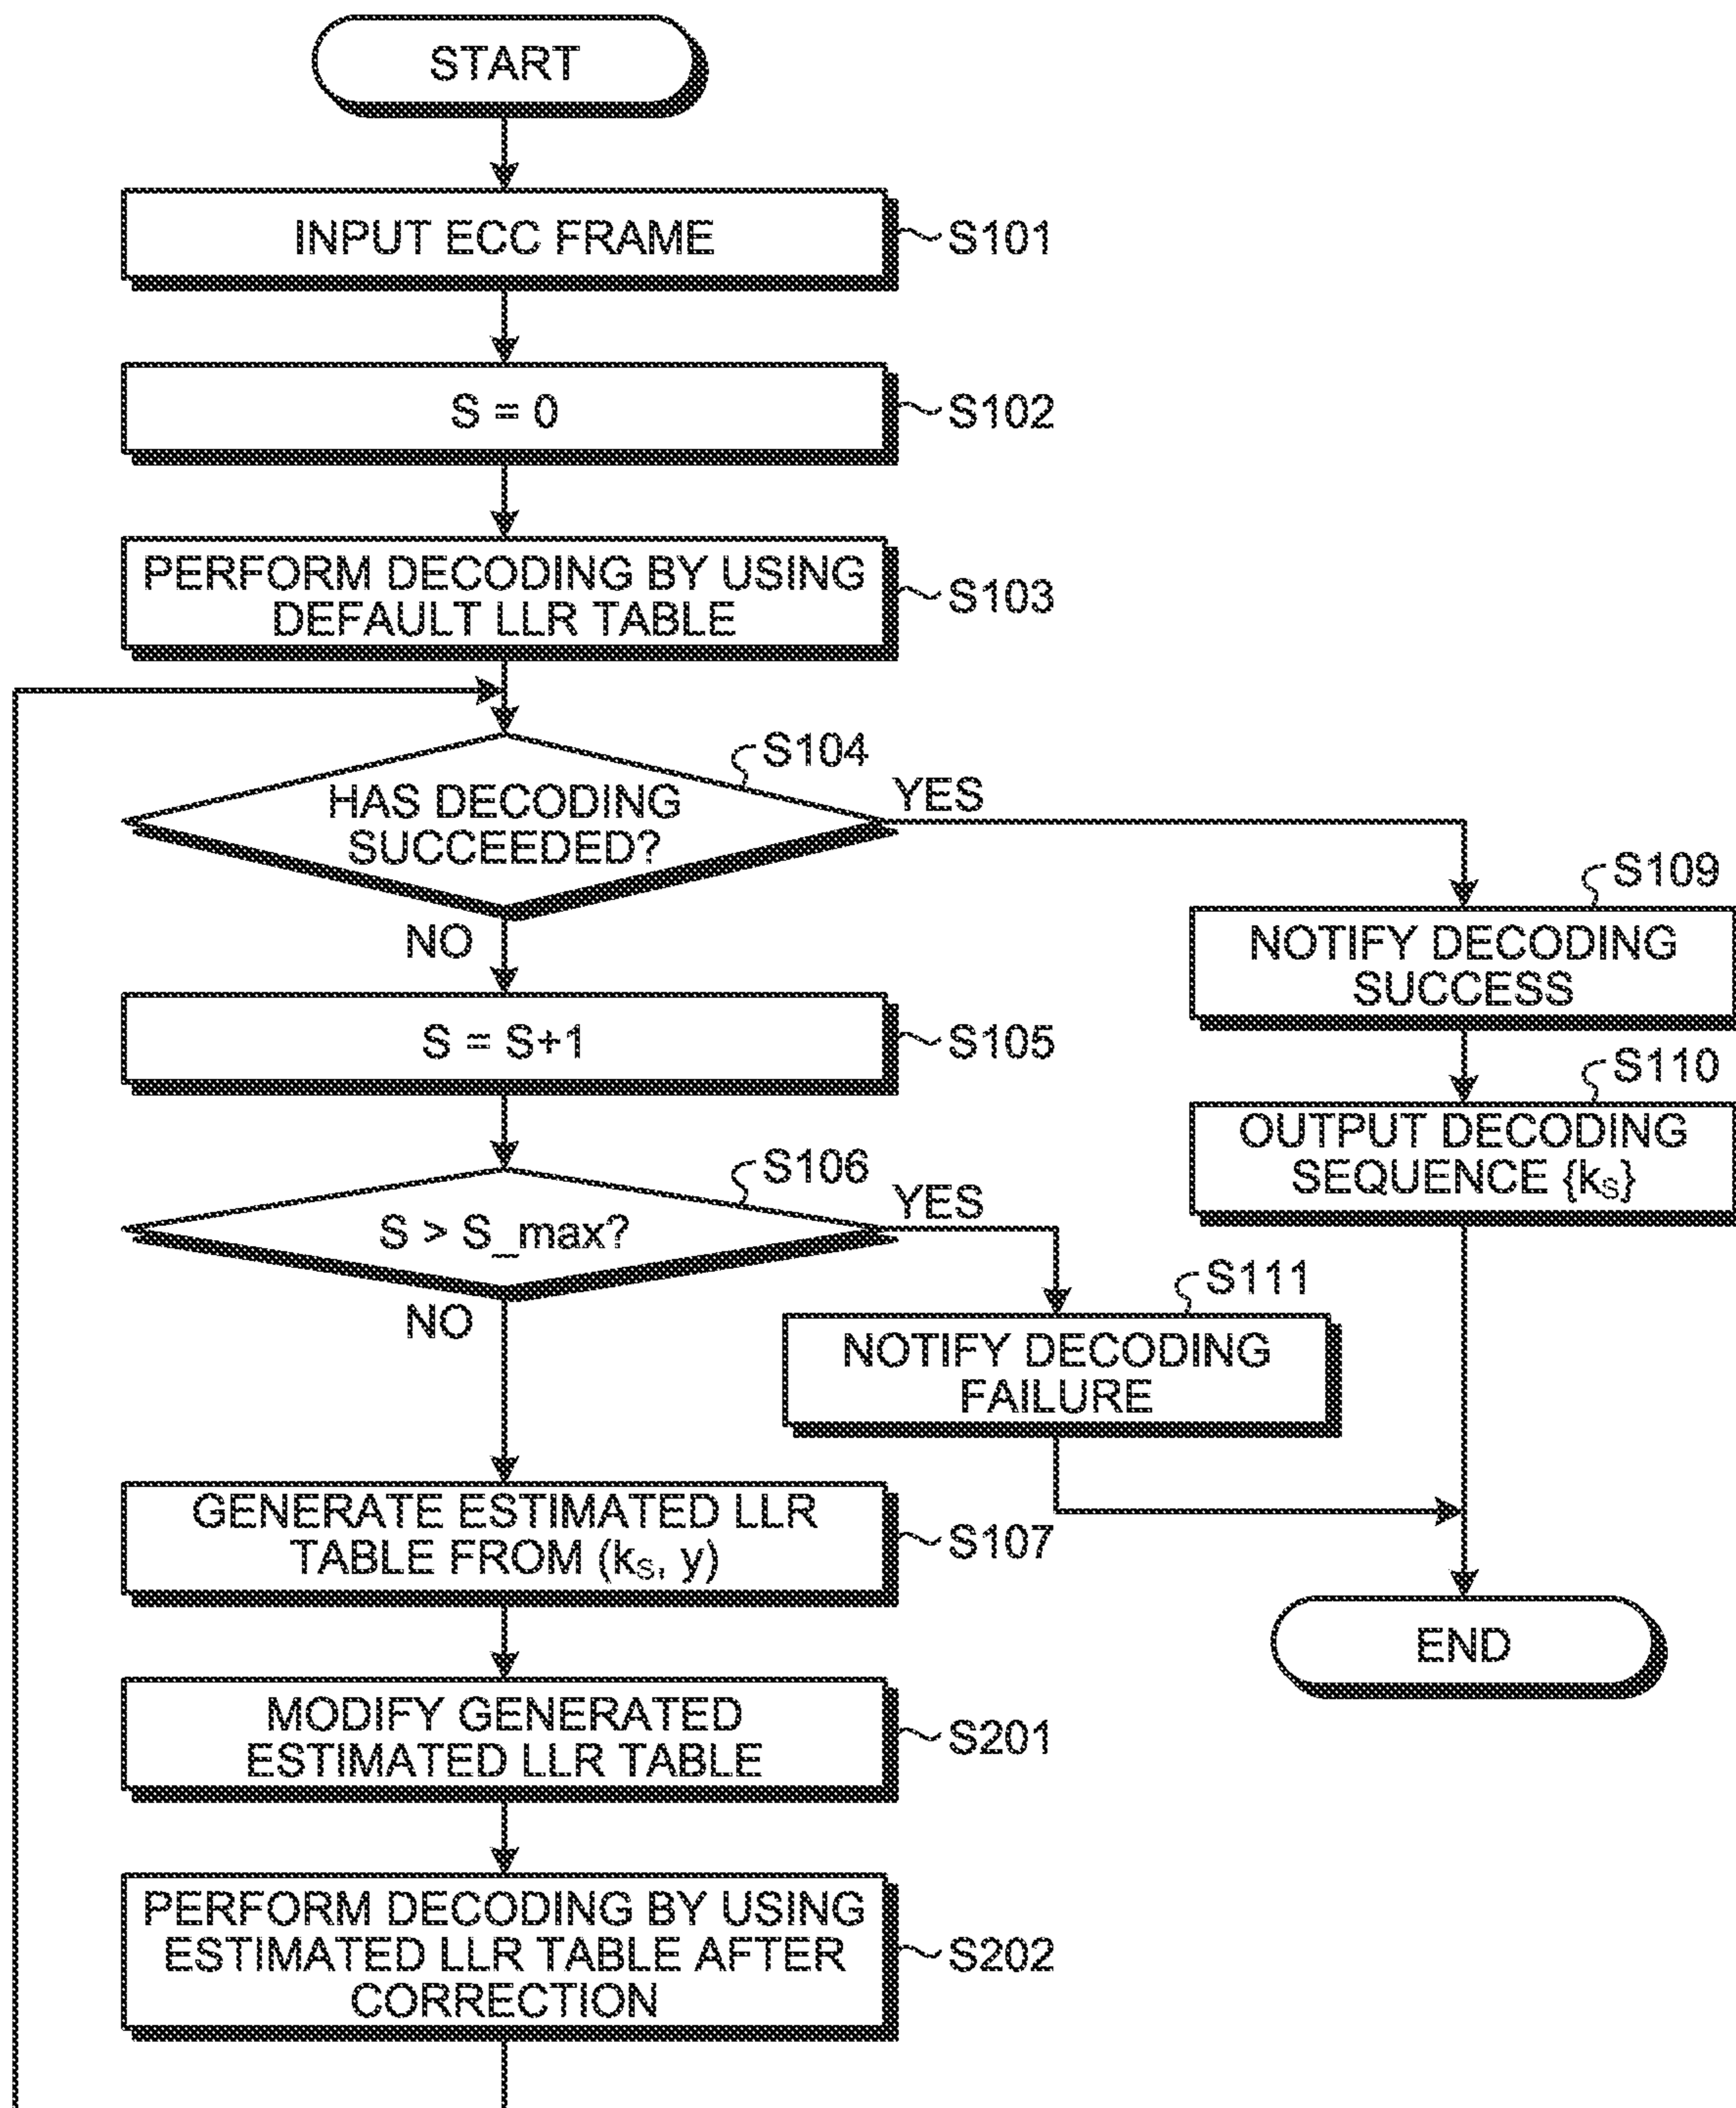 START
INPUT ECC FRAME
S101
S = 0
S102
PERFORM DECODING BY USING
DEFAULT LLR TABLE
S103
S104
HAS DECODING
SUCCEEDED?
YES
NO
S109
NOTIFY DECODING
SUCCESS
S = S+1
S105
S110
OUTPUT DECODING
SEQUENCE {kS}
S106
S > S_max?
YES
NO
S111
NOTIFY DECODING
FAILURE
GENERATE ESTIMATED LLR
TABLE FROM (kS, y)
S107
END
MODIFY GENERATED
ESTIMATED LLR TABLE
S201
PERFORM DECODING BY USING
ESTIMATED LLR TABLE AFTER
CORRECTION
S202